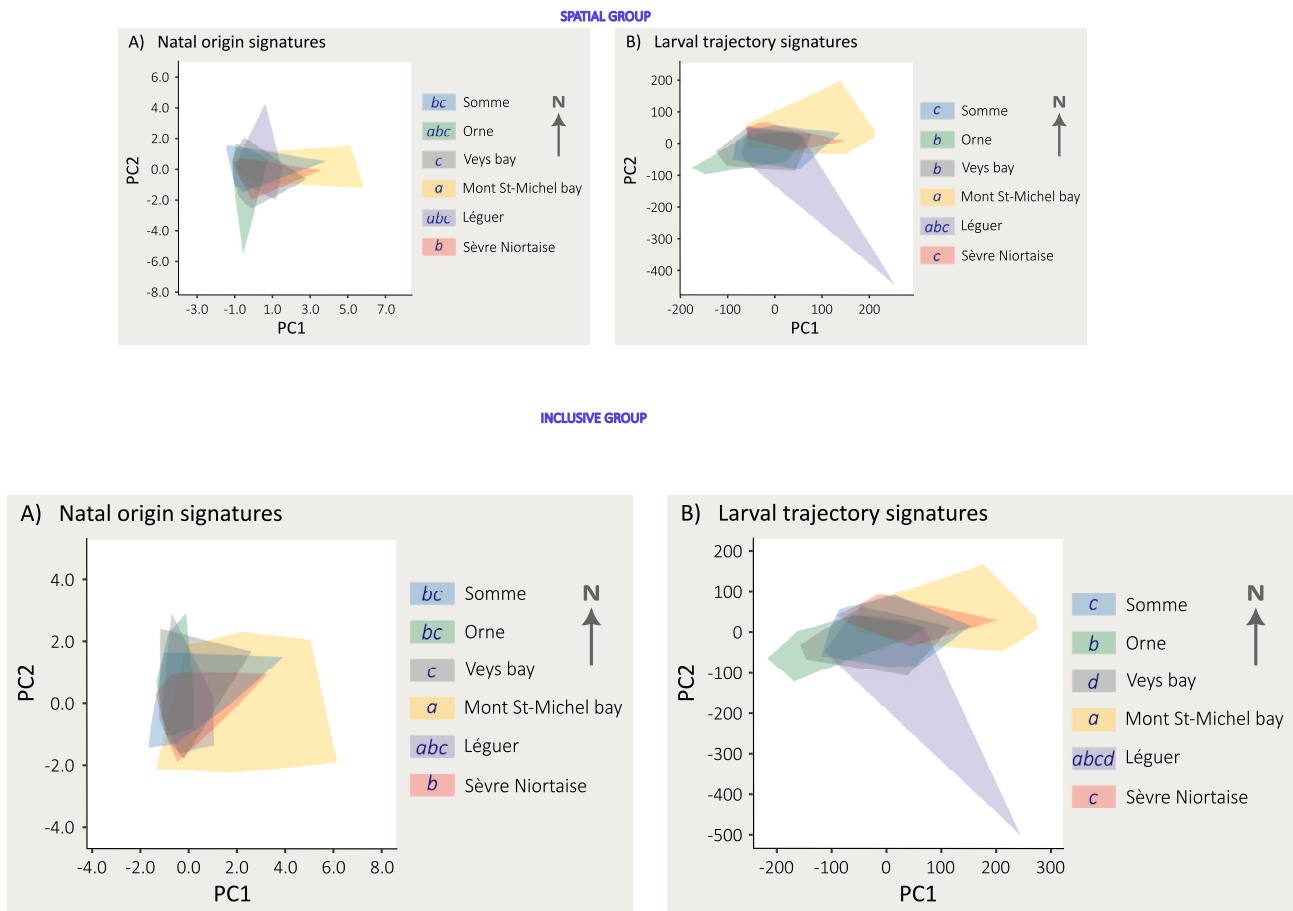 SPATIAL GROUP
A) Natal origin signatures
6.0
4.0
2.0
0.0
-2.0
-4.0
-6.0
-8.0
PC2
-3.0 -1.0 1.0 3.0 5.0 7.0
PC1
bc Somme
abc Orne
c Veys bay
a Mont St-Michel bay
abc Léguer
b Sèvre Niortaise
N
B) Larval trajectory signatures
200
100
0
-100
-200
-300
-400
PC2
-200 -100 0 100 200
PC1
c Somme
b Orne
b Veys bay
a Mont St-Michel bay
abc Léguer
c Sèvre Niortaise
N
INCLUSIVE GROUP
A) Natal origin signatures
4.0
2.0
0.0
-2.0
-4.0
PC2
-4.0 -2.0 0.0 2.0 4.0 6.0 8.0
PC1
bc Somme
bc Orne
c Veys bay
a Mont St-Michel bay
abc Léguer
b Sèvre Niortaise
N
B) Larval trajectory signatures
200
100
0
-100
-200
-300
-400
-500
PC2
-200 -100 0 100 200 300
PC1
c Somme
b Orne
d Veys bay
a Mont St-Michel bay
abcd Léguer
c Sèvre Niortaise
N